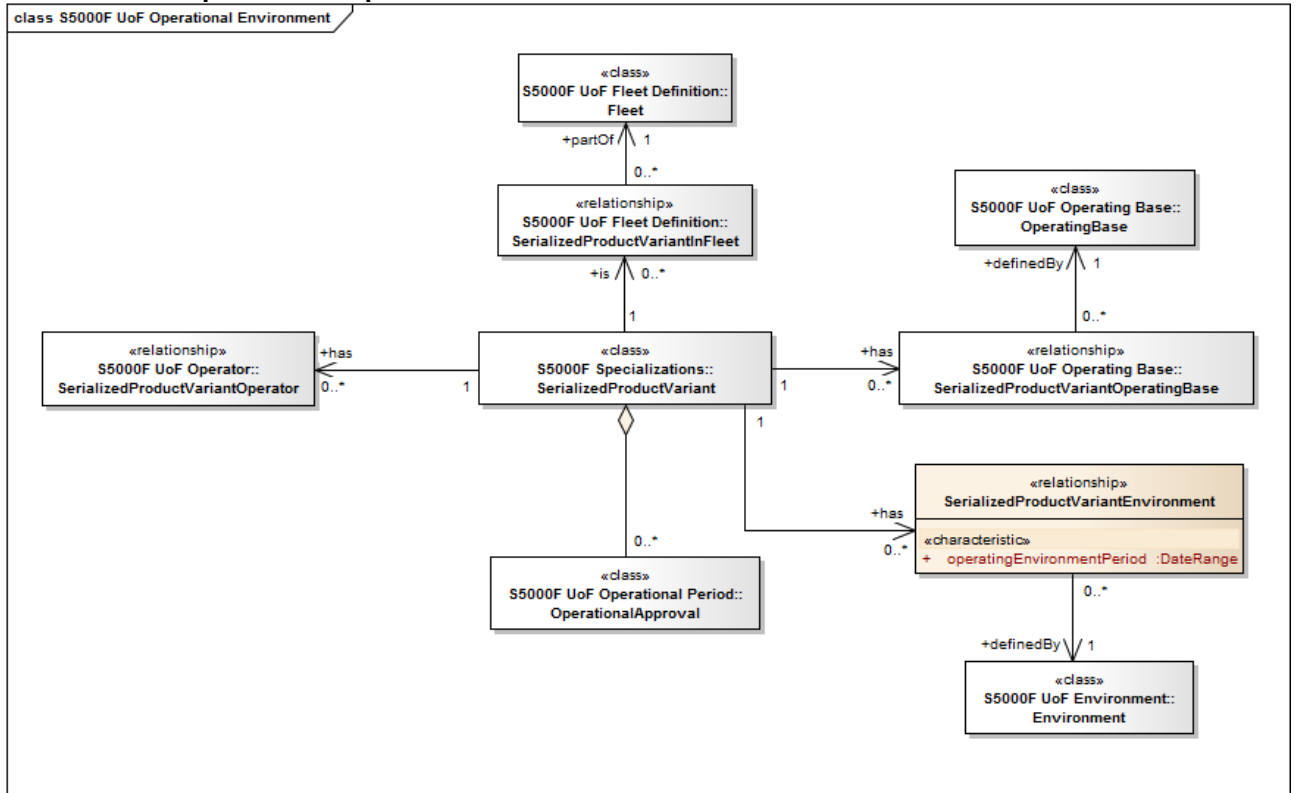 class S5000F UoF Operational Environment
«class»
S5000F UoF Fleet Definition::
Fleet
+partOf
1
0..*
«relationship»
S5000F UoF Fleet Definition::
SerializedProductVariantInFleet
+is
0..*
1
«class»
S5000F UoF Operating Base::
OperatingBase
+definedBy
1
0..*
«relationship»
S5000F UoF Operator::
SerializedProductVariantOperator
+has
0..*
1
«class»
S5000F Specializations::
SerializedProductVariant
+has
1
0..*
«relationship»
S5000F UoF Operating Base::
SerializedProductVariantOperatingBase
1
+has
0..*
«relationship»
SerializedProductVariantEnvironment
«characteristic»
+ operatingEnvironmentPeriod :DateRange
0..*
«class»
S5000F UoF Operational Period::
OperationalApproval
0..*
+definedBy
1
«class»
S5000F UoF Environment::
Environment